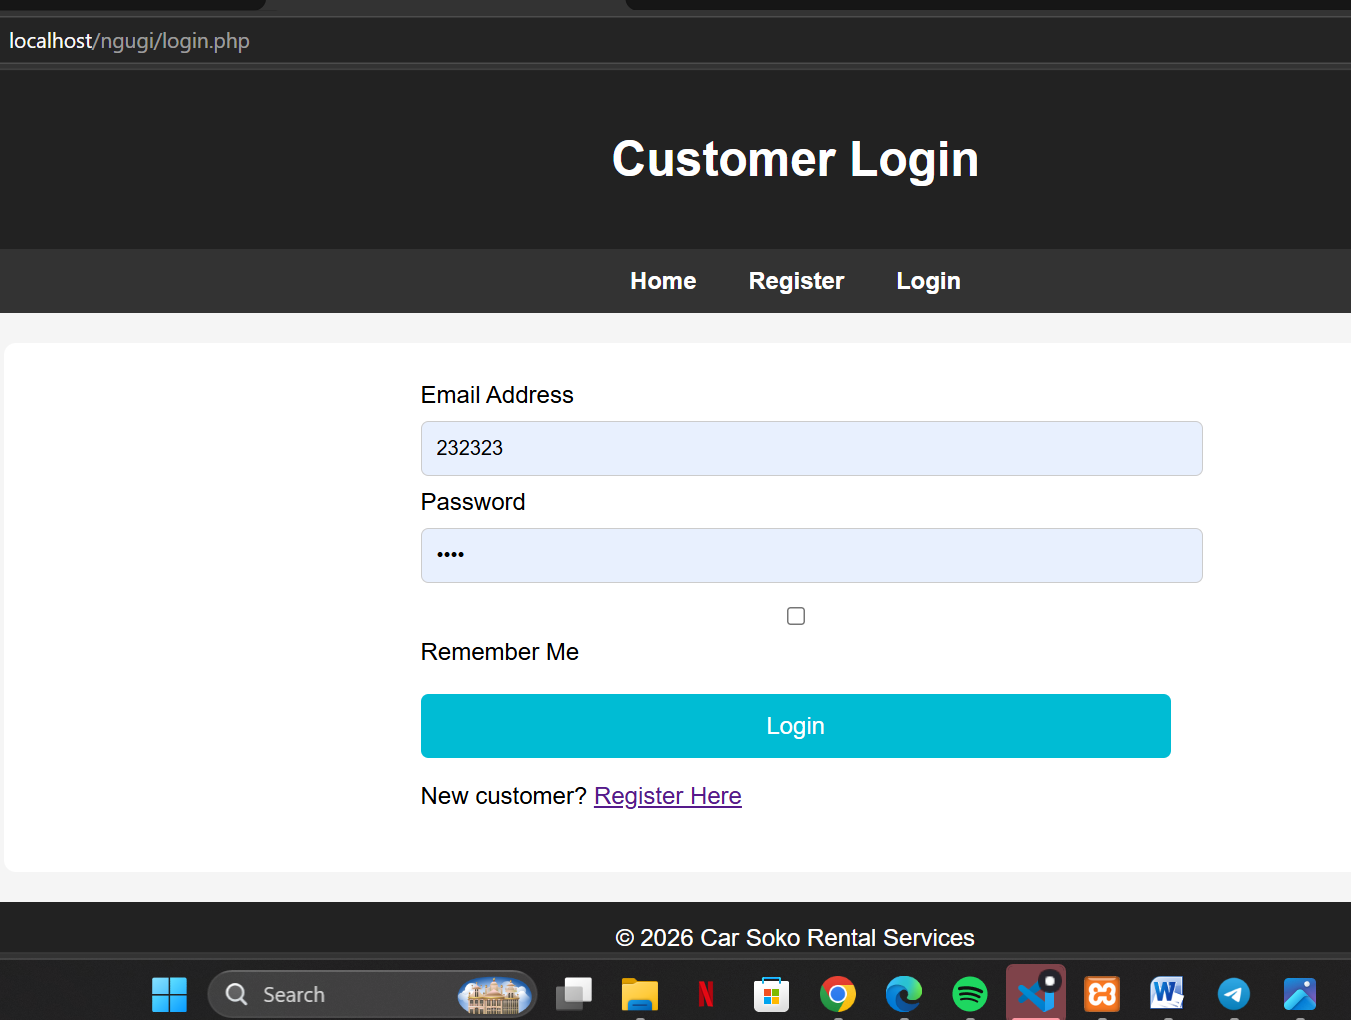 localhost/ngugi/login.php
Customer Login
Home Register Login
Email Address
232323
Password
••••
Remember Me
Login
New customer? Register Here
© 2026 Car Soko Rental Services
Search